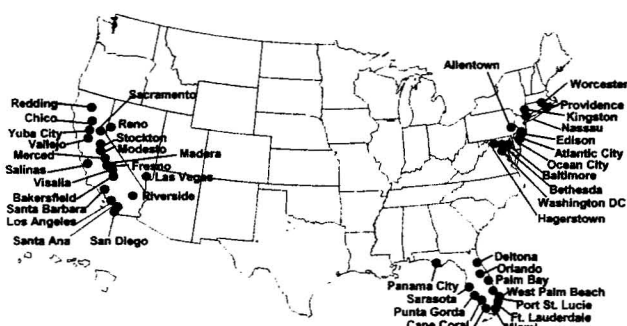 Allentown
Worcester
Sacramento
Redding
Providence
Chico
Reno
Kingston
Yuba City
Stockton
Nassau
Vallejo
Modesto
Edison
Merced
Madera
Atlantic City
Salinas
Fresno
Ocean City
Visalia
Las Vegas
Baltimore
Bakersfield
Riverside
Bethesda
Santa Barbara
Washington DC
Los Angeles
Hagerstown
Santa Ana
San Diego
Deltona
Orlando
Panama City
Palm Bay
Sarasota
West Palm Beach
Punta Gorda
Port St. Lucie
Cape Coral
Ft. Lauderdale
Miami